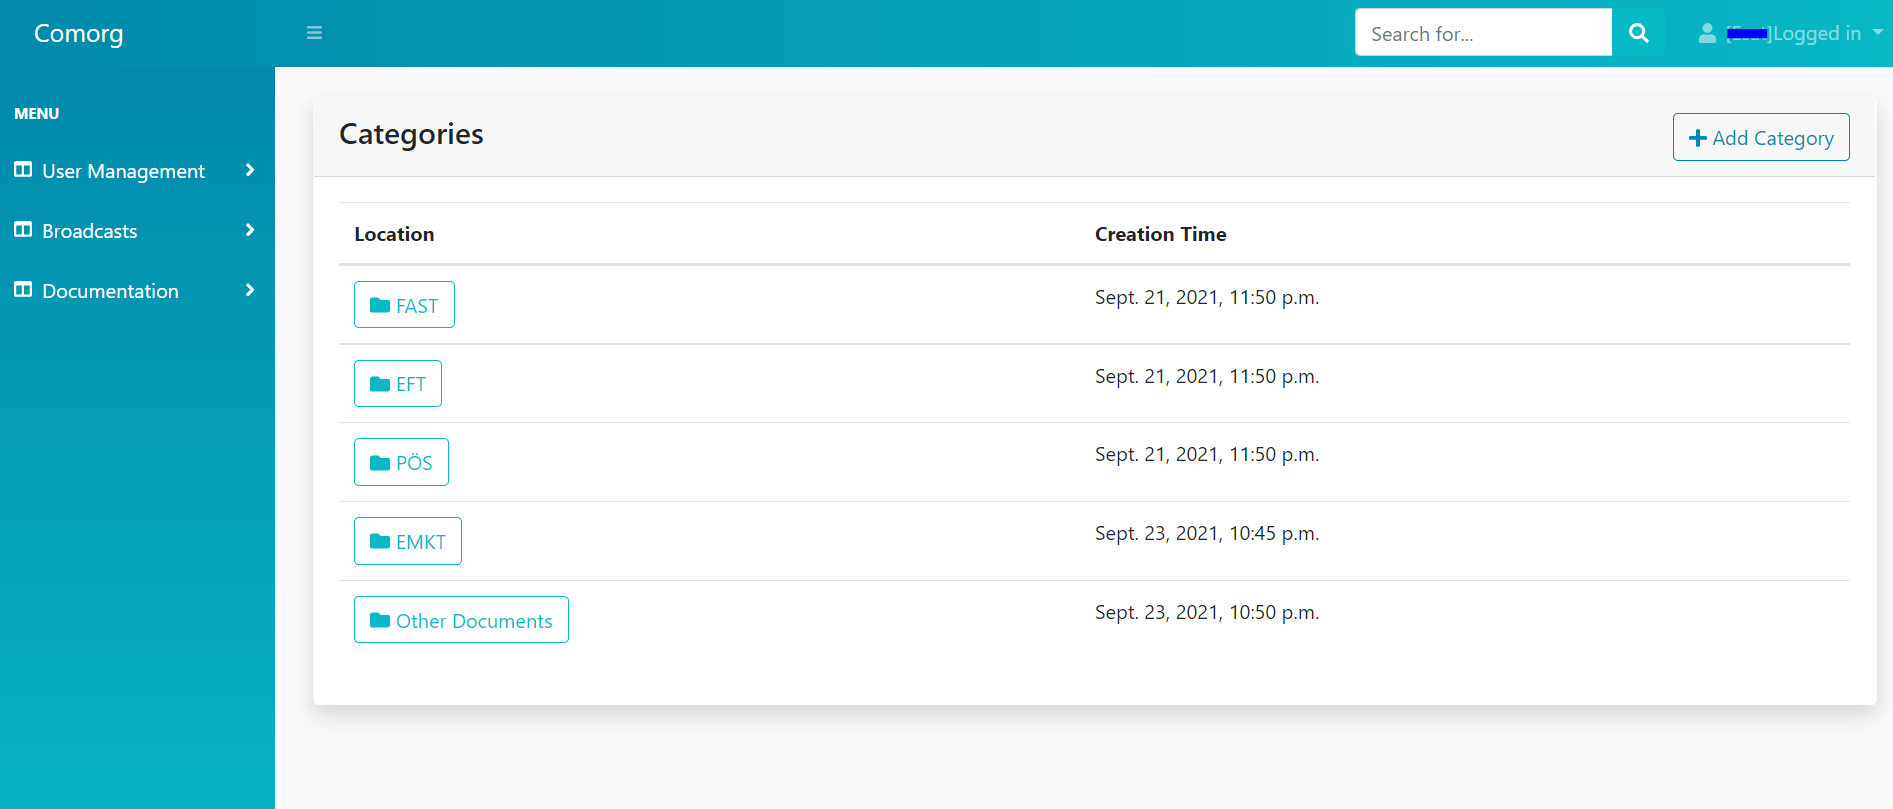 Comorg
Search for...
Logged in
MENU
User Management
Broadcasts
Documentation
Categories
Add Category
Location Creation Time
FAST Sept. 21, 2021, 11:50 p.m.
EFT Sept. 21, 2021, 11:50 p.m.
PÖS Sept. 21, 2021, 11:50 p.m.
EMKT Sept. 23, 2021, 10:45 p.m.
Other Documents Sept. 23, 2021, 10:50 p.m.